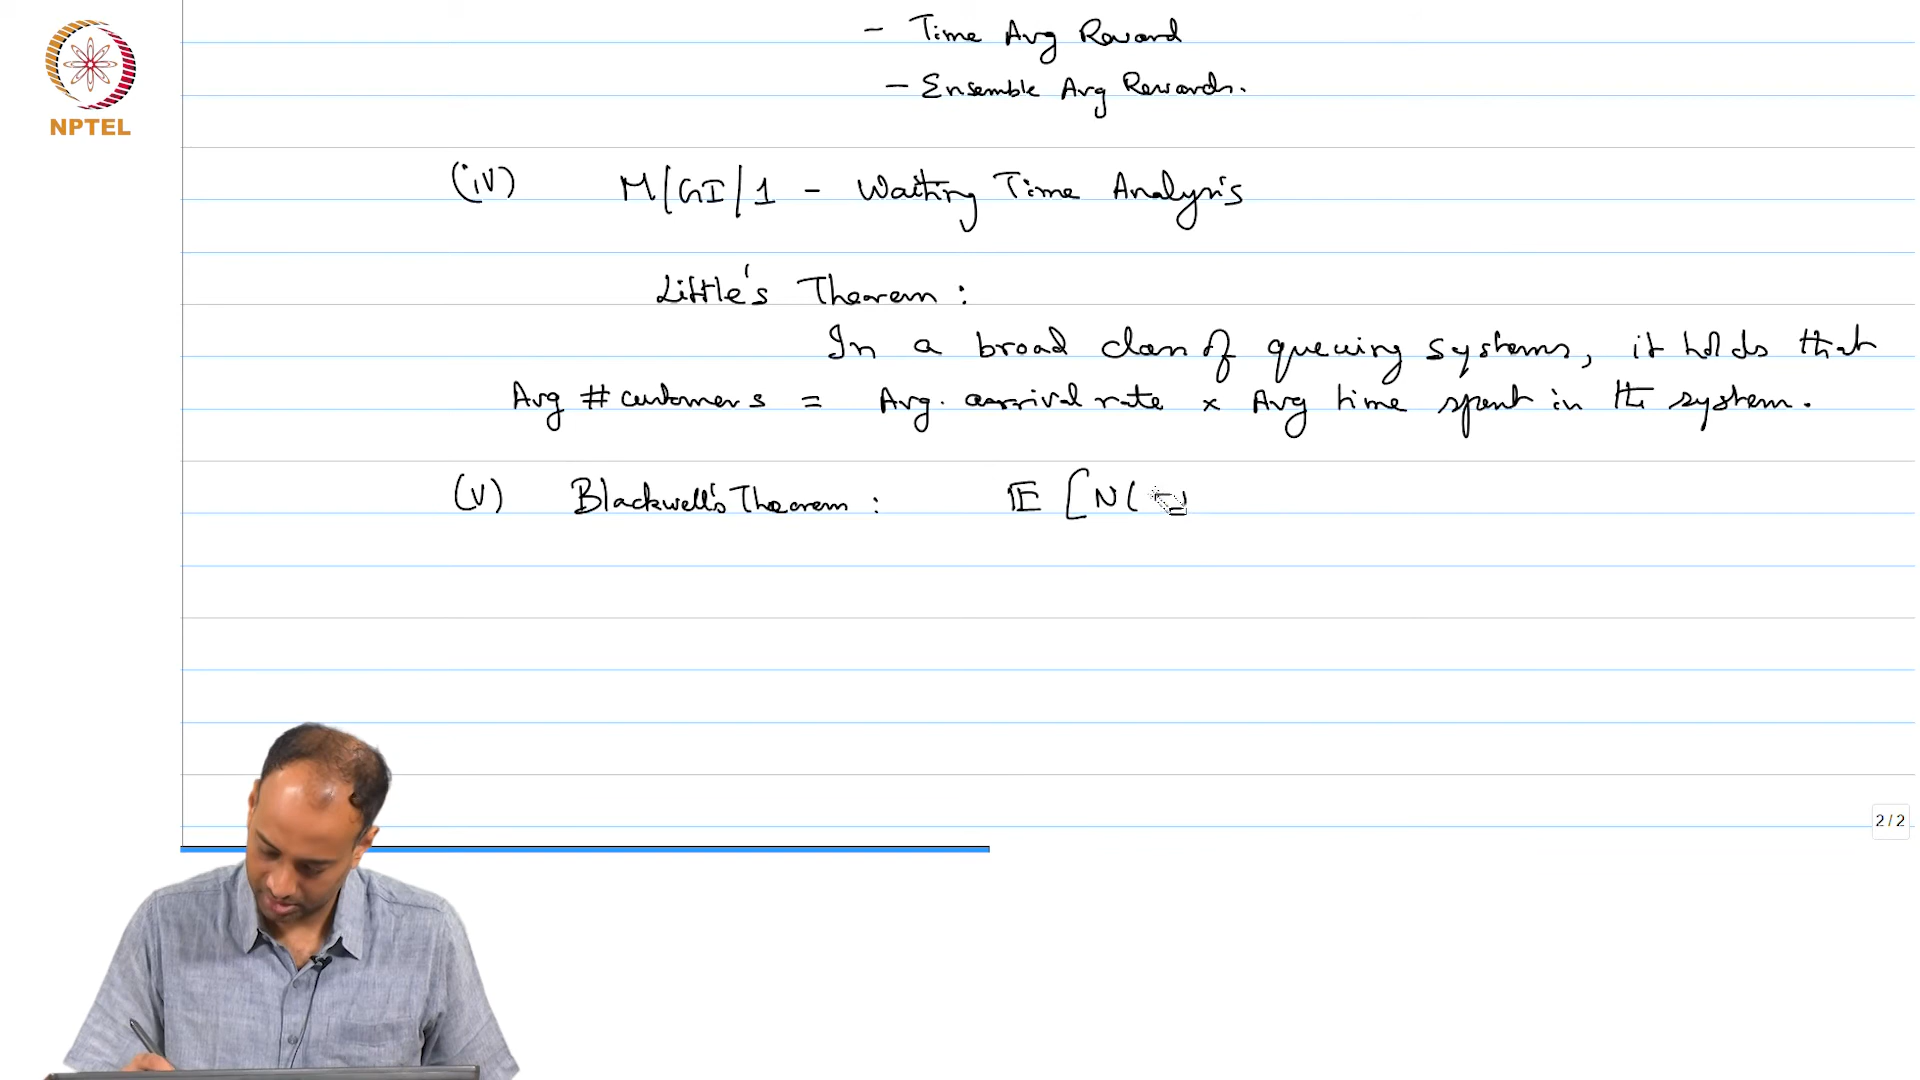 - Time Avg Reward
- Ensemble Avg Rewards.
NPTEL
(iv) M/GI/1 - Waiting Time Analysis
Little's Theorem:
In a broad class of queuing systems, it holds that
Avg # customers = Avg. arrival rate x Avg time spent in the system.
(v) Blackwell's Theorem: 𝔼 [N(
2 / 2